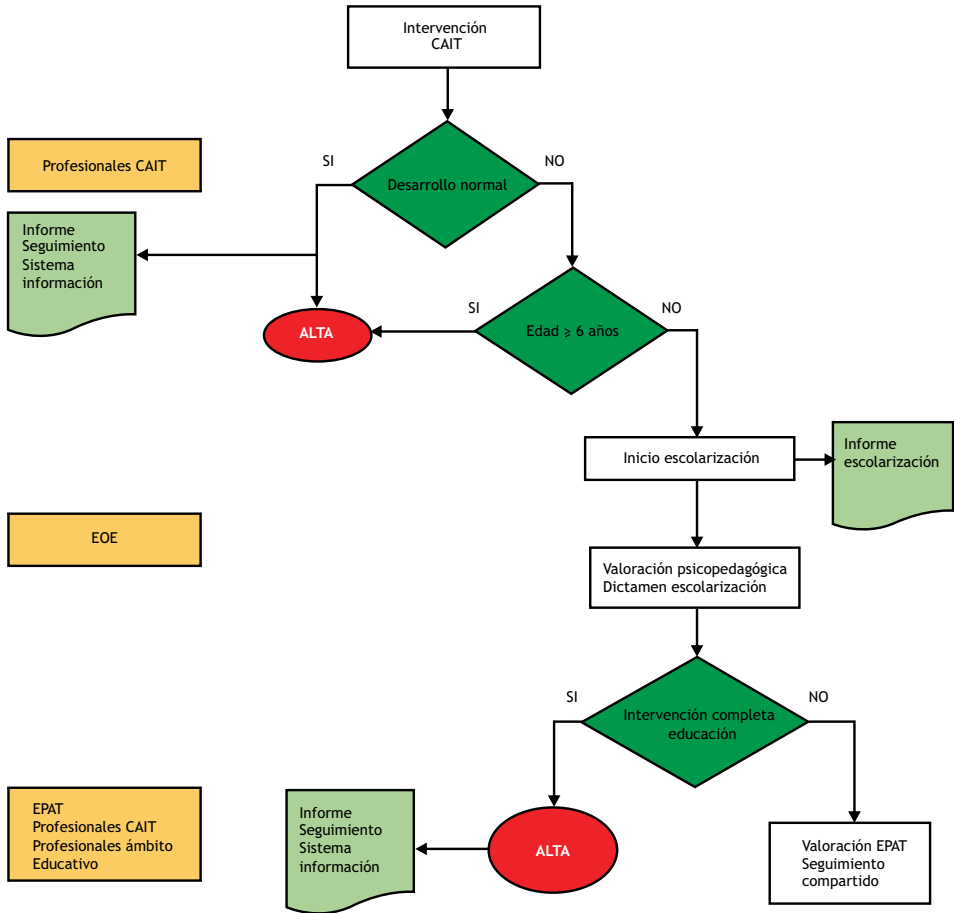 Intervención
CAIT
Profesionales CAIT
SI
NO
Desarrollo normal
Informe
Seguimiento
Sistema
información
SI
NO
ALTA
Edad ⩾ 6 años
Inicio escolarización
Informe
escolarización
EOE
Valoración psicopedagógica
Dictamen escolarización
SI
NO
Intervención completa
educación
EPAT
Profesionales CAIT
Profesionales ámbito
Educativo
Informe
Seguimiento
Sistema
información
ALTA
Valoración EPAT
Seguimiento
compartido